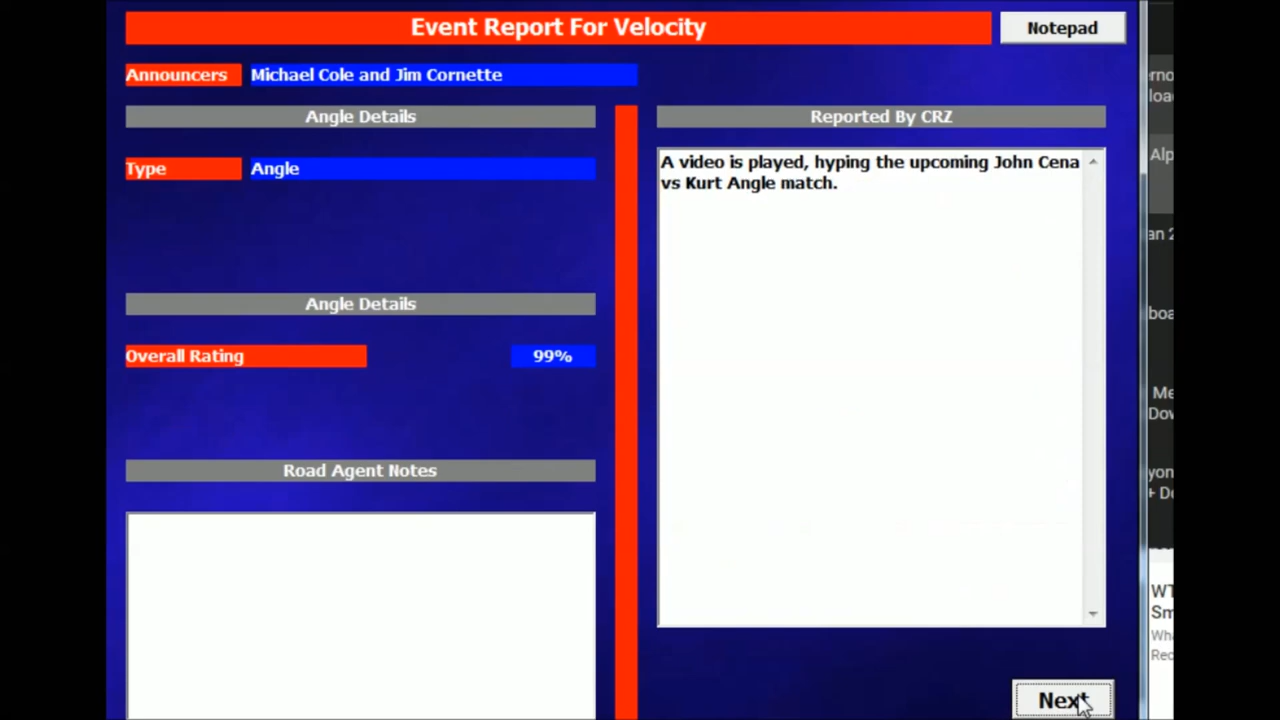 Event Report For Velocity
Notepad
Announcers
Michael Cole and Jim Cornette
Angle Details
Type
Angle
Angle Details
Overall Rating
99%
Road Agent Notes
Reported By CRZ
A video is played, hyping the upcoming John Cena
vs Kurt Angle match.
Next